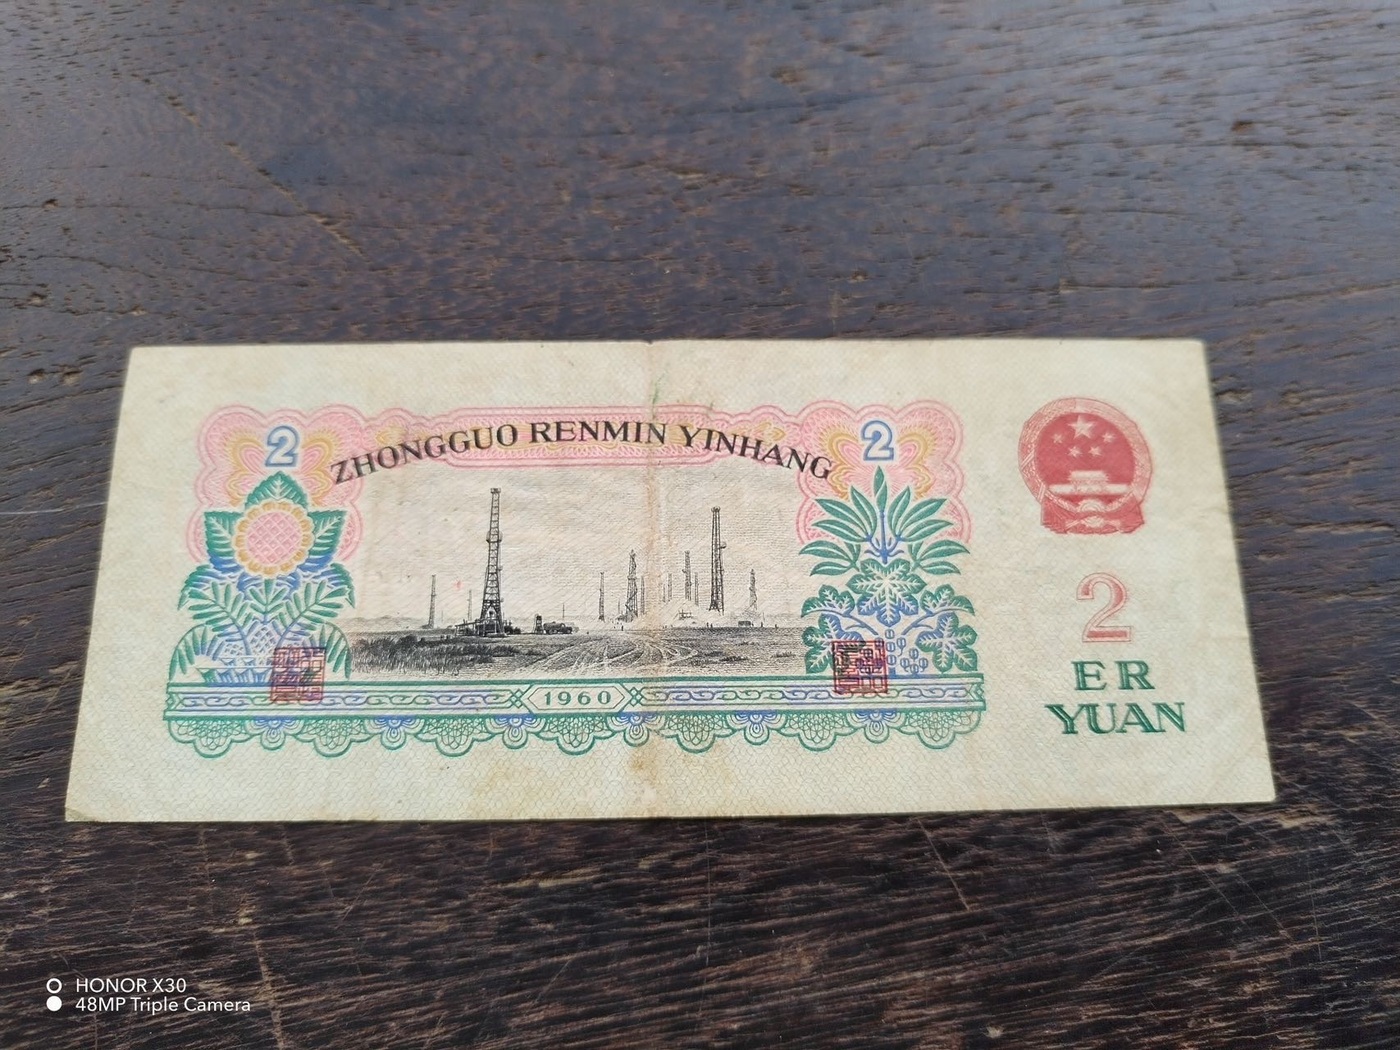 2
ZHONGGUO RENMIN YINHANG
2
1960
2
ER
YUAN
HONOR X30
48MP Triple Camera